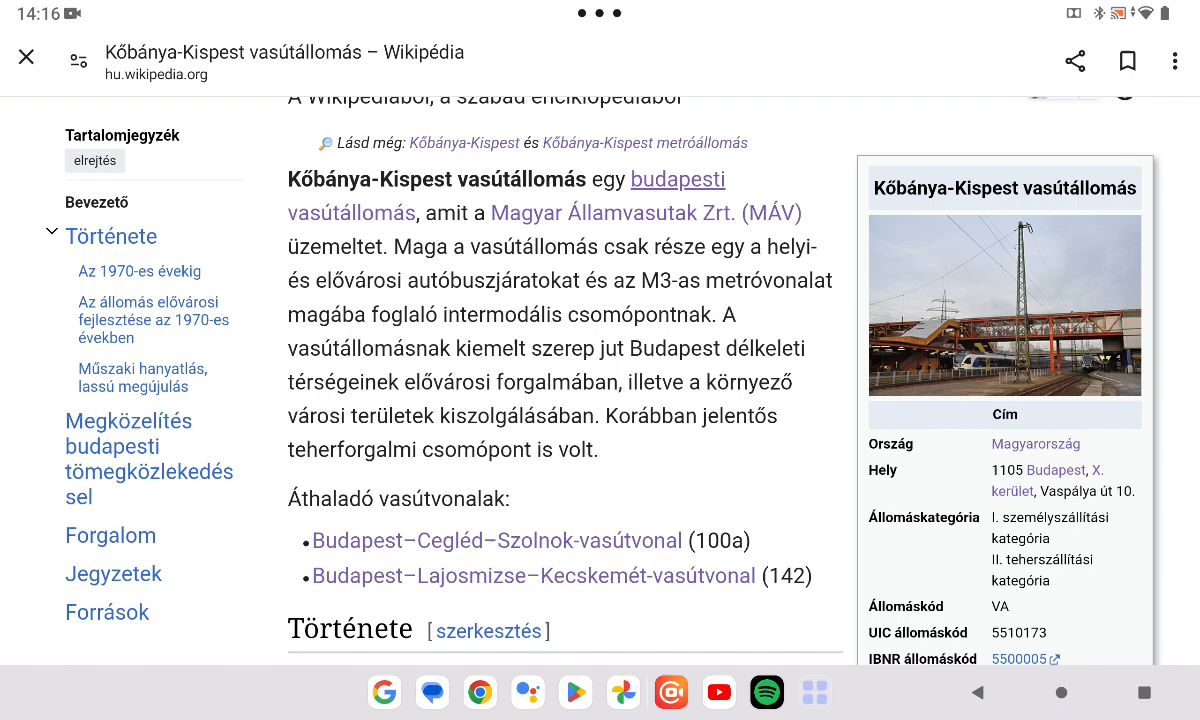 14:16
Kőbánya-Kispest vasútállomás – Wikipédia
hu.wikipedia.org
A Wikipédiából, a szabad enciklopédiából
Tartalomjegyzék
elrejtés
Bevezető
Története
Az 1970-es évekig
Az állomás elővárosi
fejlesztése az 1970-es
években
Műszaki hanyatlás,
lassú megújulás
Megközelítés
budapesti
tömegközlekedés
sel
Forgalom
Jegyzetek
Források
Lásd még: Kőbánya-Kispest és Kőbánya-Kispest metróállomás
Kőbánya-Kispest vasútállomás egy budapesti
vasútállomás, amit a Magyar Államvasutak Zrt. (MÁV)
üzemeltet. Maga a vasútállomás csak része egy a helyi-
és elővárosi autóbuszjáratokat és az M3-as metróvonalat
magába foglaló intermodális csomópontnak. A
vasútállomásnak kiemelt szerep jut Budapest délkeleti
térségeinek elővárosi forgalmában, illetve a környező
városi területek kiszolgálásában. Korábban jelentős
teherforgalmi csomópont is volt.
Áthaladó vasútvonalak:
•Budapest–Cegléd–Szolnok-vasútvonal (100a)
•Budapest–Lajosmizse–Kecskemét-vasútvonal (142)
Története [ szerkesztés ]
Kőbánya-Kispest vasútállomás
Cím
Ország Magyarország
Hely 1105 Budapest, X.
kerület, Vaspálya út 10.
Állomáskategória I. személyszállítási
kategória
II. teherszállítási
kategória
Állomáskód VA
UIC állomáskód 5510173
IBNR állomáskód 5500005